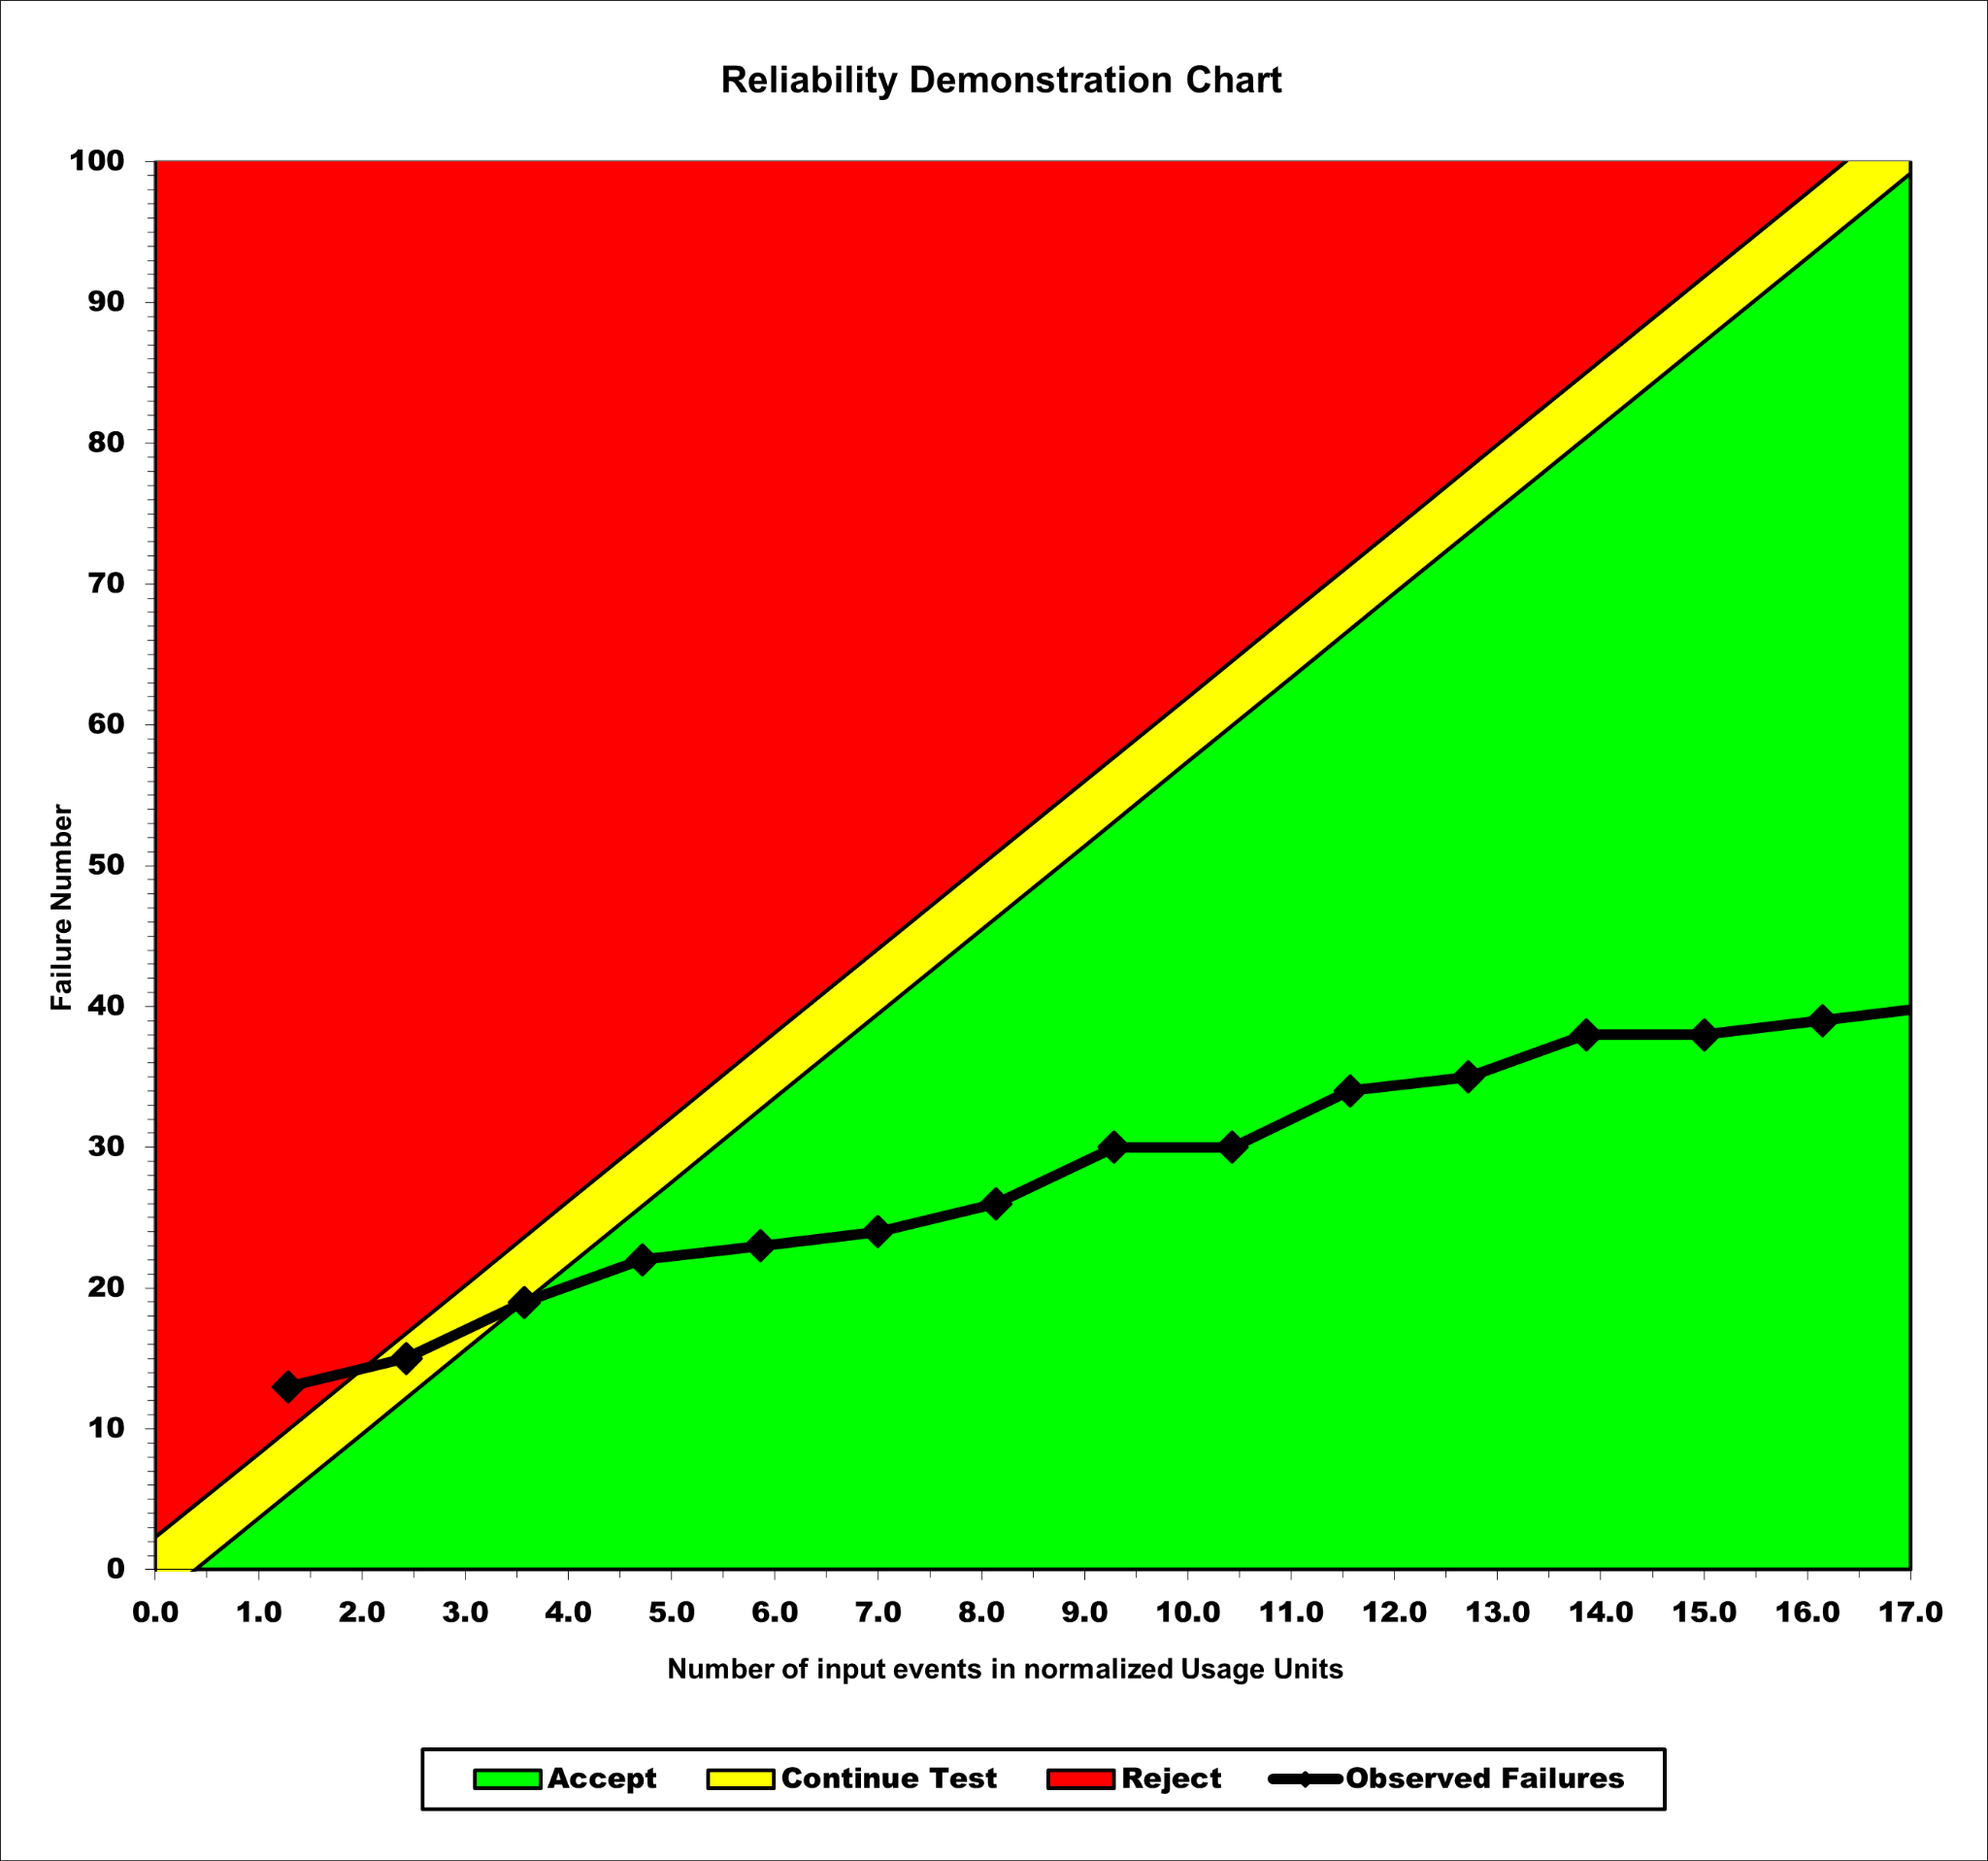 Reliability Demonstration Chart
100
90
80
70
60
50
40
30
20
10
0
Failure Number
0.0 1.0 2.0 3.0 4.0 5.0 6.0 7.0 8.0 9.0 10.0 11.0 12.0 13.0 14.0 15.0 16.0 17.0
Number of input events in normalized Usage Units
Accept Continue Test Reject Observed Failures